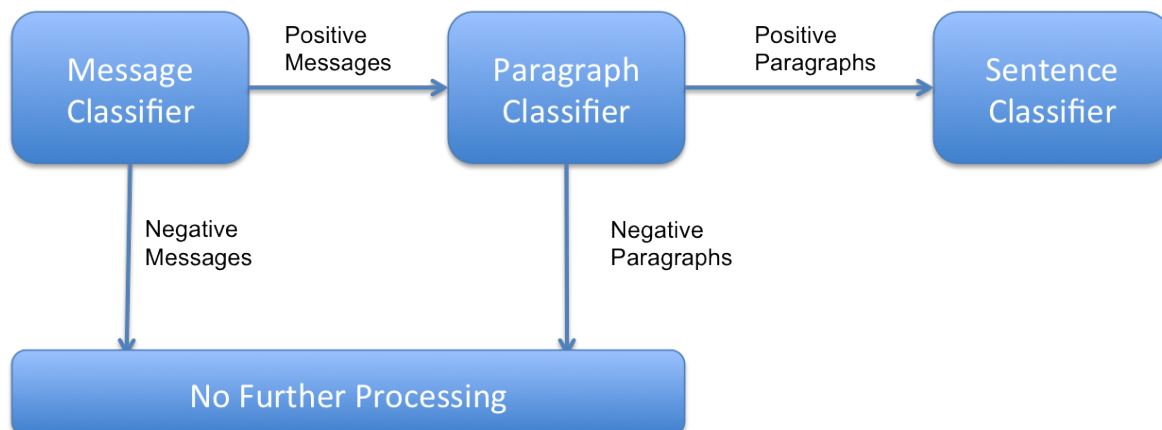 Message
Classifier
Positive
Messages
Paragraph
Classifier
Positive
Paragraphs
Sentence
Classifier
Negative
Messages
Negative
Paragraphs
No Further Processing